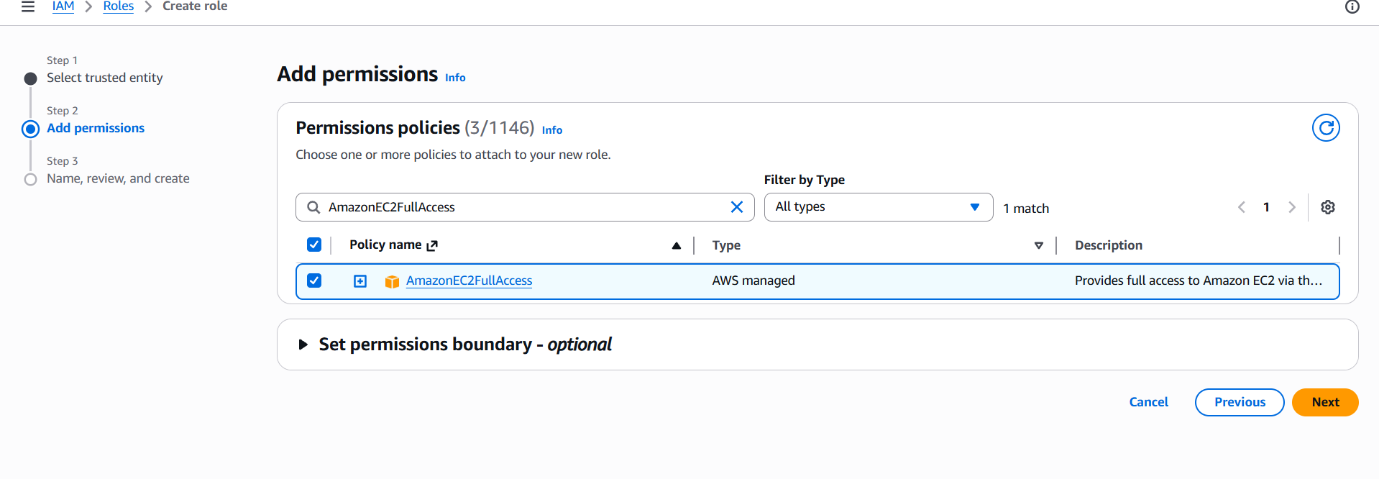 IAM > Roles > Create role
Step 1
Select trusted entity
Step 2
Add permissions
Step 3
Name, review, and create
Add permissions Info
Permissions policies (3/1146) Info
Choose one or more policies to attach to your new role.
Filter by Type
AmazonEC2FullAccess
All types
1 match
1
Policy name
Type
Description
AmazonEC2FullAccess
AWS managed
Provides full access to Amazon EC2 via th...
Set permissions boundary - optional
Cancel
Previous
Next